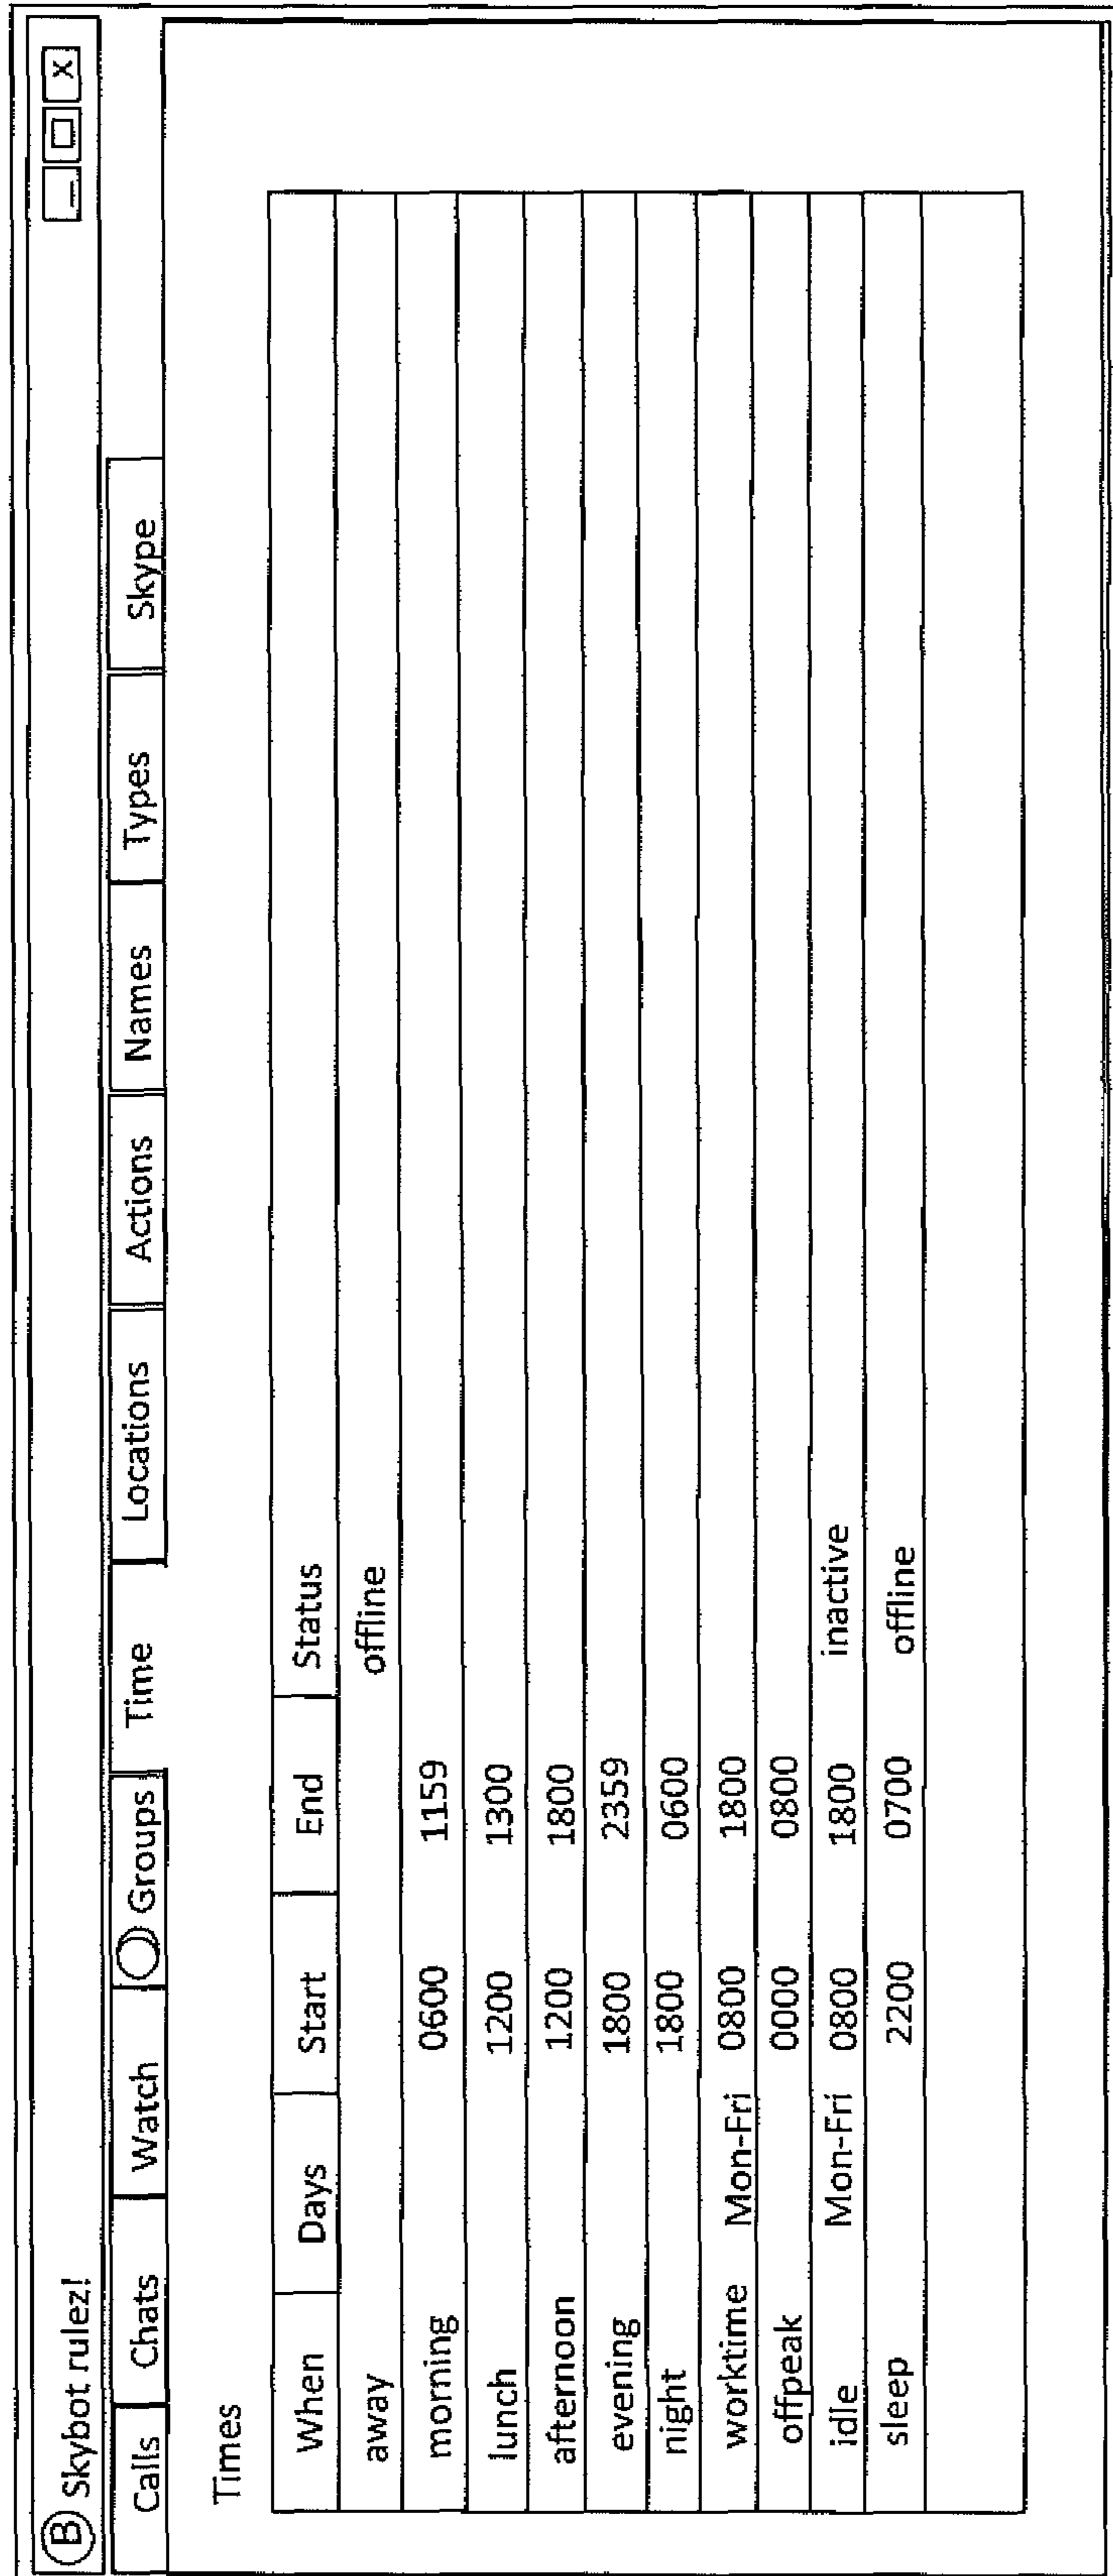 B Skybot rulez! _ X
Calls Chats Watch Groups Time Locations Actions Names Types Skype
Times
When Days Start End Status
away offline
morning 0600 1159
lunch 1200 1300
afternoon 1200 1800
evening 1800 2359
night 1800 0600
worktime Mon-Fri 0800 1800
offpeak 0000 0800
idle Mon-Fri 0800 1800 inactive
sleep 2200 0700 offline